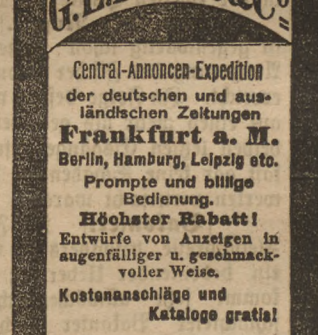 & Co
Central-Annoncen-Expedition
der deutschen und aus-
ländischen Zeitungen
Frankfurt a. M.
Berlin, Hamburg, Leipzig etc.
Prompte und billige
Bedienung.
Höchster Rabatt!
Entwürfe von Anzeigen in
augenfälliger u. geschmack-
voller Weise.
Kostenanschläge und
Kataloge gratis!